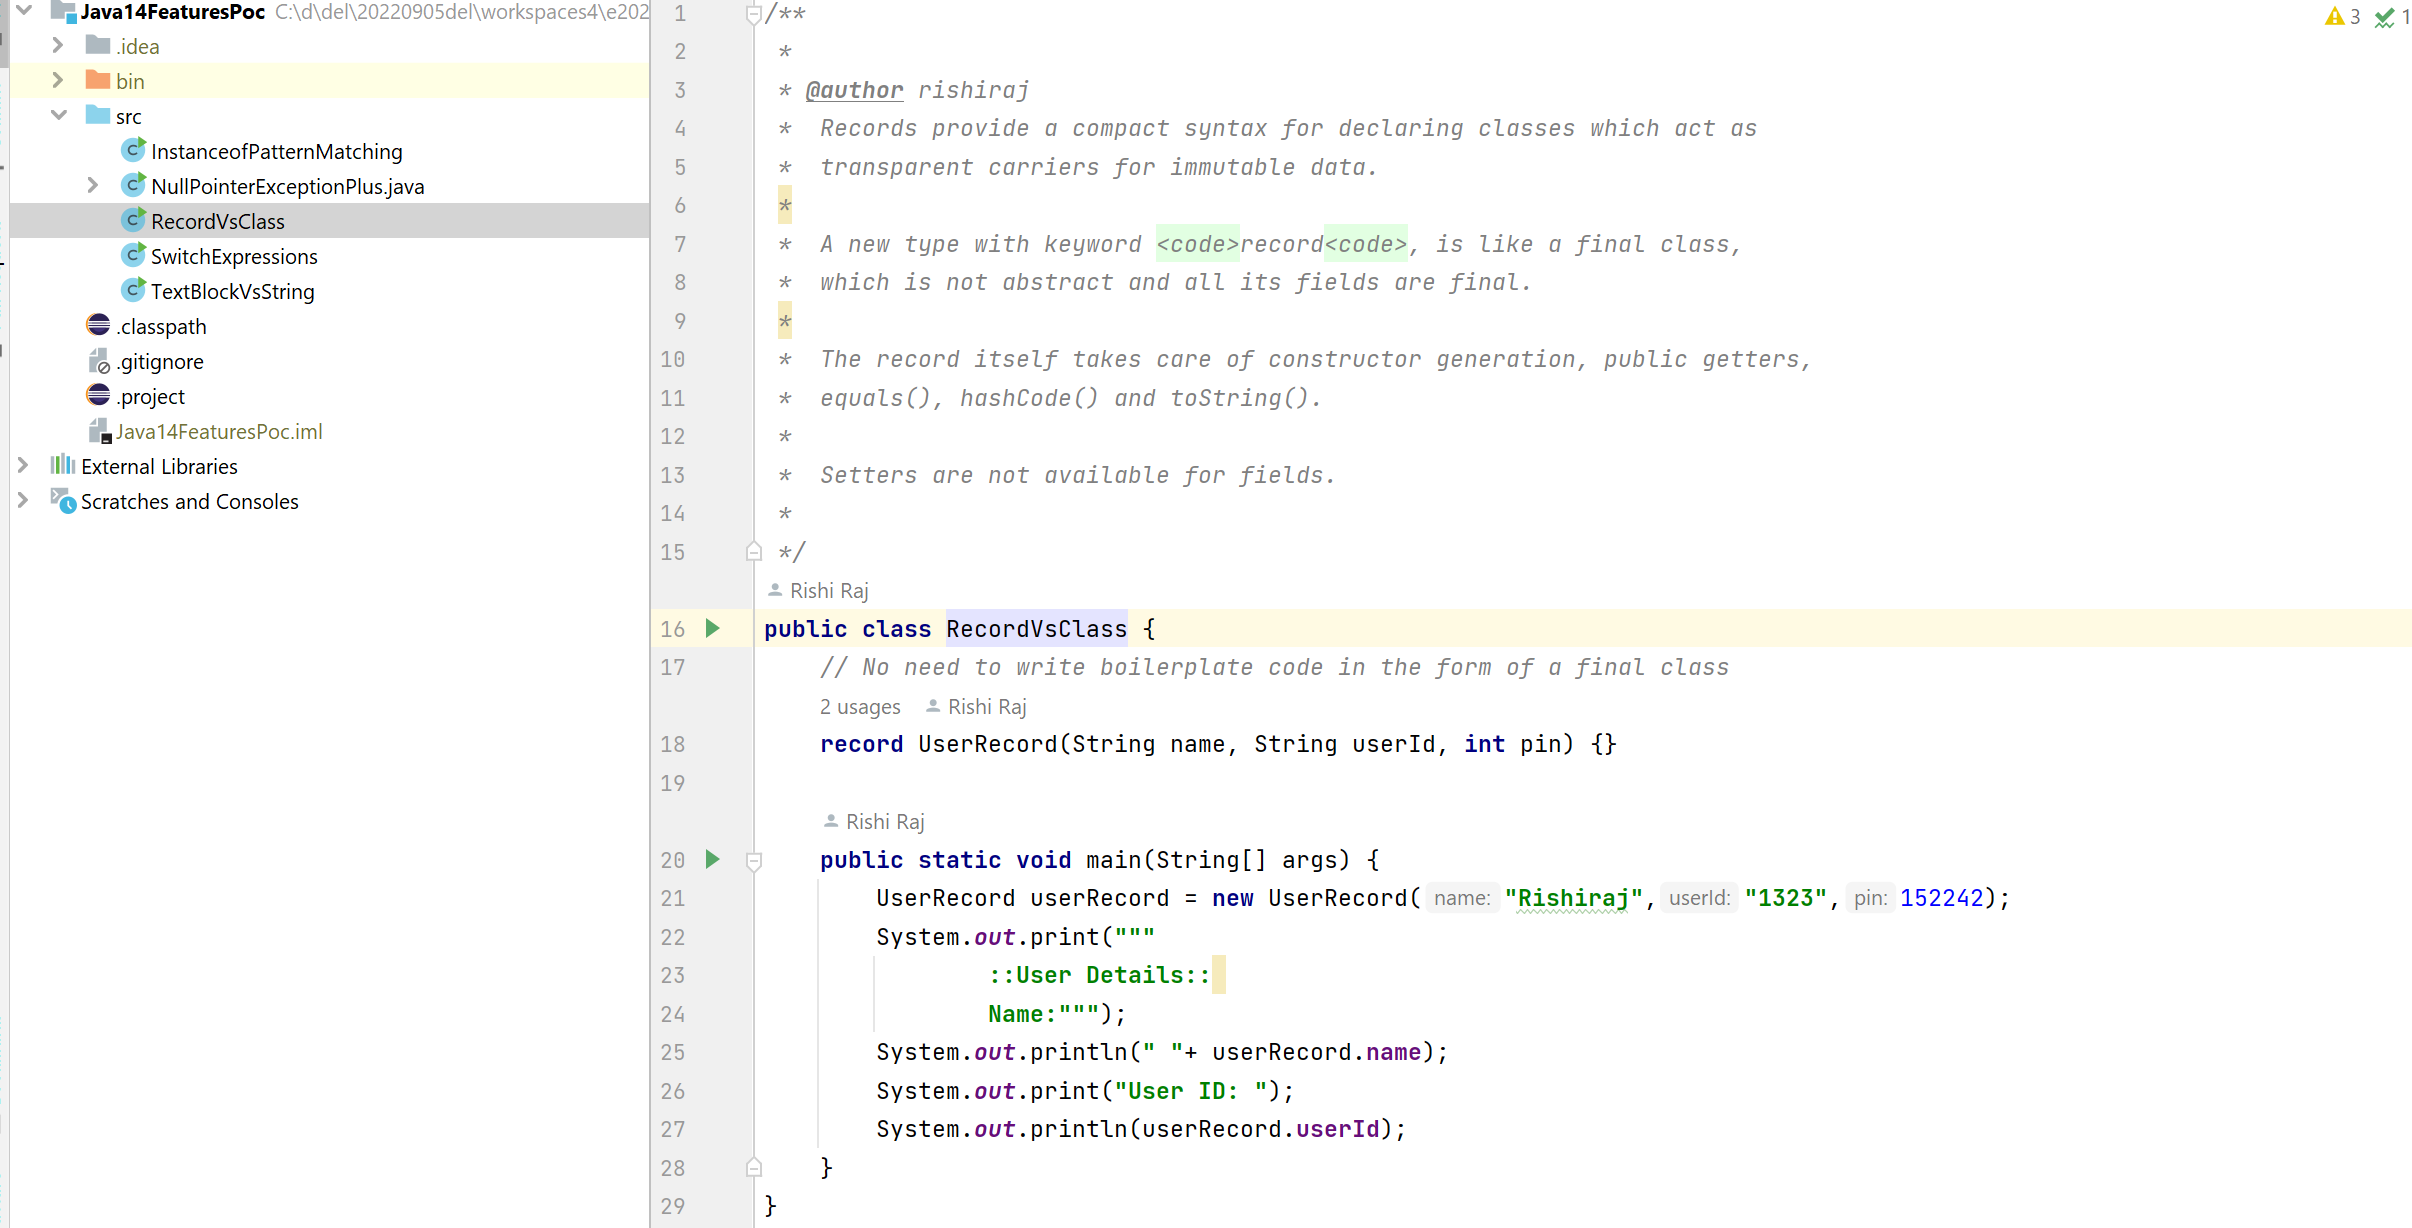 Java14FeaturesPoc C:\d\del\20220905del\workspaces4\e202
.idea
bin
src
InstanceofPatternMatching
NullPointerExceptionPlus.java
RecordVsClass
SwitchExpressions
TextBlockVsString
.classpath
.gitignore
.project
Java14FeaturesPoc.iml
External Libraries
Scratches and Consoles
3 1
1 /**
2 *
3 * @author rishiraj
4 * Records provide a compact syntax for declaring classes which act as
5 * transparent carriers for immutable data.
6 *
7 * A new type with keyword <code>record<code>, is like a final class,
8 * which is not abstract and all its fields are final.
9 *
10 * The record itself takes care of constructor generation, public getters,
11 * equals(), hashCode() and toString().
12 *
13 * Setters are not available for fields.
14 *
15 */
Rishi Raj
16 public class RecordVsClass {
17 // No need to write boilerplate code in the form of a final class
2 usages Rishi Raj
18 record UserRecord(String name, String userId, int pin) {}
19
Rishi Raj
20 public static void main(String[] args) {
21 UserRecord userRecord = new UserRecord( name: "Rishiraj", userId: "1323", pin: 152242);
22 System.out.print("""
23 ::User Details::
24 Name:""");
25 System.out.println(" "+ userRecord.name);
26 System.out.print("User ID: ");
27 System.out.println(userRecord.userId);
28 }
29 }